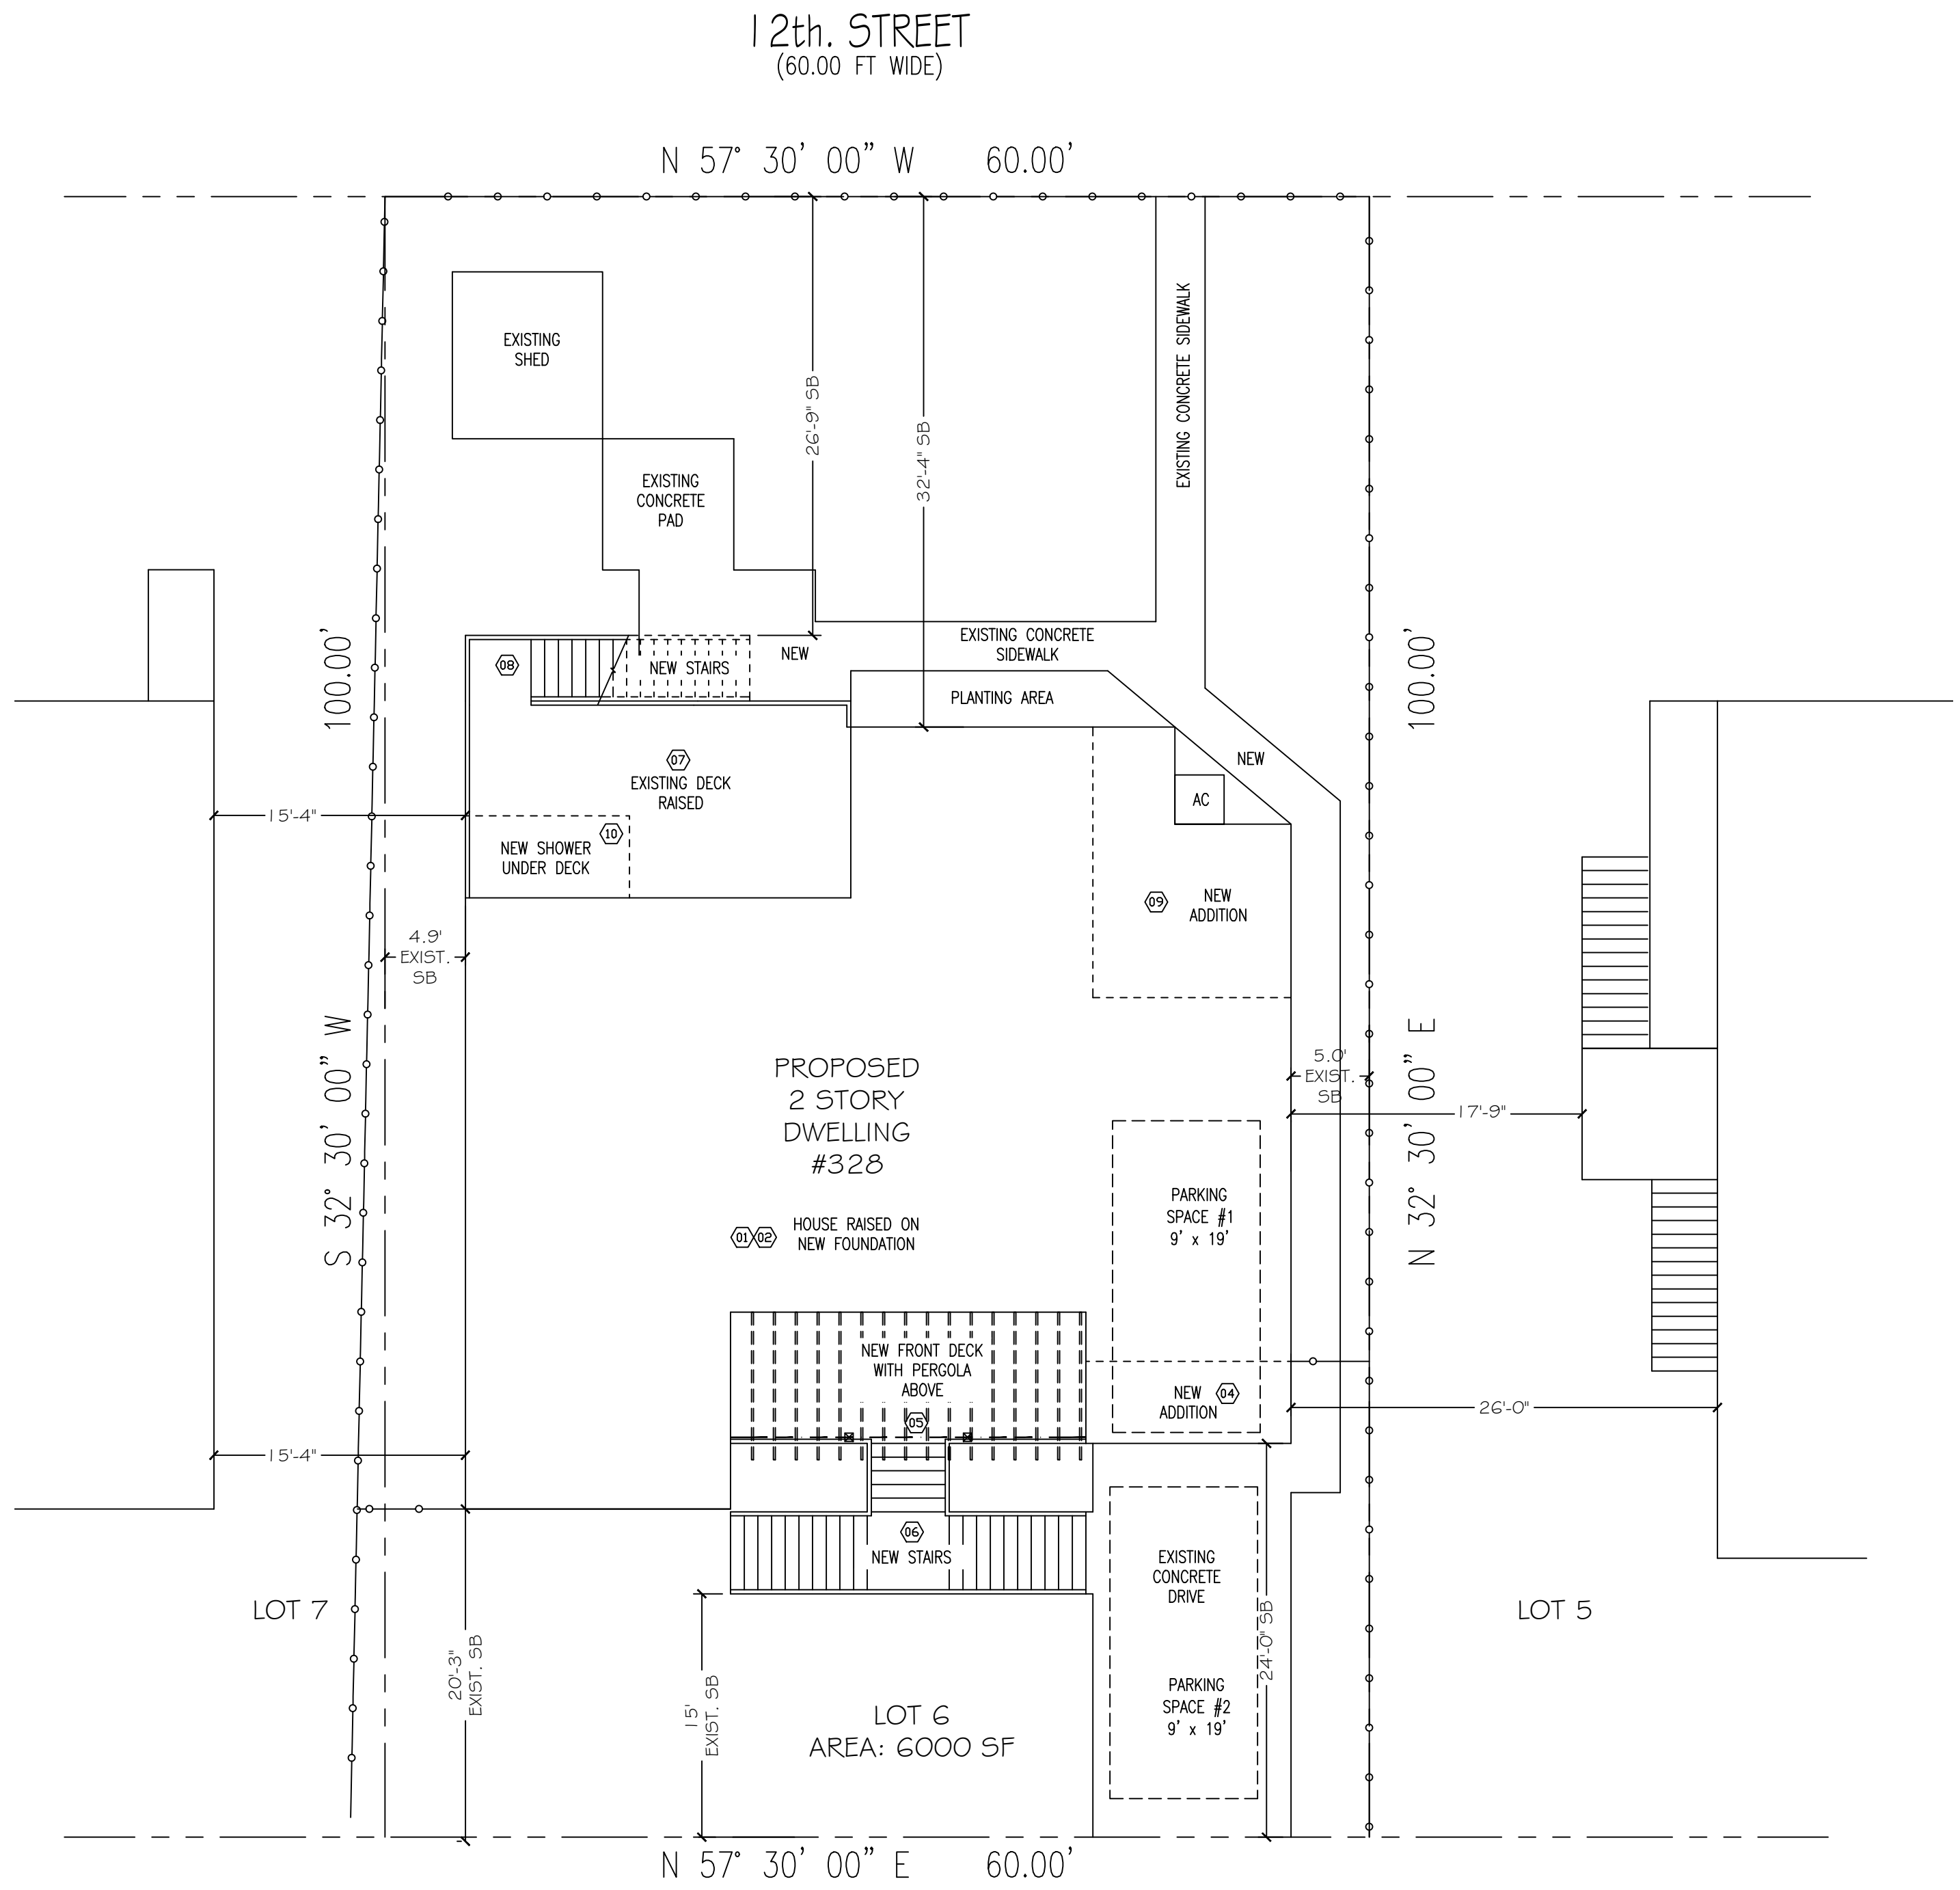 12th. STREET
(60.00 FT WIDE)
N 57° 30' 00" W 60.00'
EXISTING
SHED
EXISTING
CONCRETE
PAD
26'-9" SB
32'-4" SB
EXISTING CONCRETE SIDEWALK
100.00'
S 32° 30' 00" W
100.00'
N 32° 30' 00" E
08
NEW STAIRS
NEW
EXISTING CONCRETE
SIDEWALK
PLANTING AREA
NEW
AC
07
EXISTING DECK
RAISED
15'-4"
10
NEW SHOWER
UNDER DECK
09
NEW
ADDITION
4.9'
EXIST.
SB
5.0'
EXIST.
SB
17'-9"
PROPOSED
2 STORY
DWELLING
#328
01 02
HOUSE RAISED ON
NEW FOUNDATION
PARKING
SPACE #1
9' x 19'
NEW FRONT DECK
WITH PERGOLA
ABOVE
05
NEW
ADDITION
04
26'-0"
15'-4"
06
NEW STAIRS
EXISTING
CONCRETE
DRIVE
24'-0" SB
LOT 7
LOT 5
20'-3"
EXIST. SB
15'
EXIST. SB
LOT 6
AREA: 6000 SF
PARKING
SPACE #2
9' x 19'
N 57° 30' 00" E 60.00'